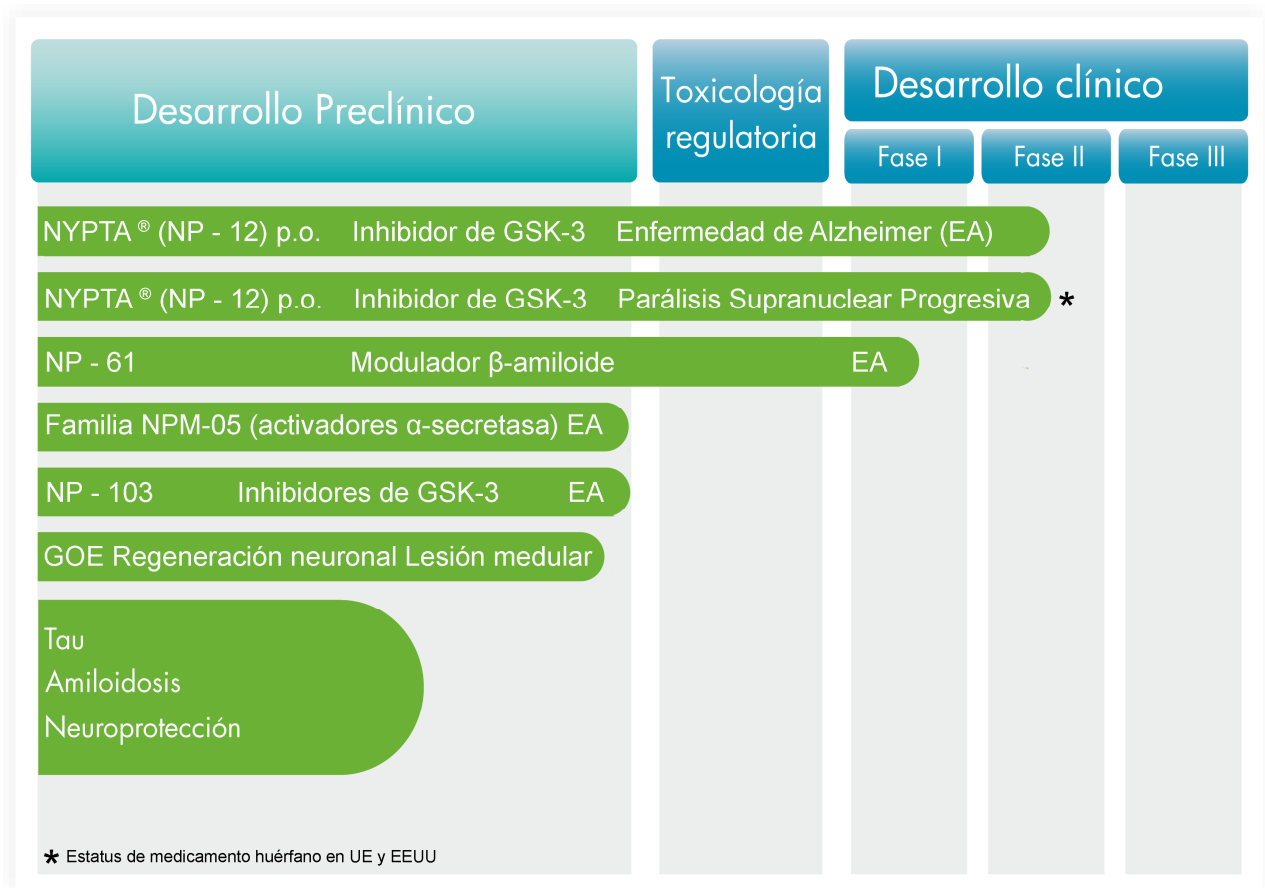 Desarrollo Preclínico
Toxicología
regulatoria
Desarrollo clínico
Fase I
Fase II
Fase III
NYPTA ® (NP - 12) p.o. Inhibidor de GSK-3 Enfermedad de Alzheimer (EA)
NYPTA ® (NP - 12) p.o. Inhibidor de GSK-3 Parálisis Supranuclear Progresiva *
NP - 61 Modulador β-amiloide EA
Familia NPM-05 (activadores α-secretasa) EA
NP - 103 Inhibidores de GSK-3 EA
GOE Regeneración neuronal Lesión medular
Tau
Amiloidosis
Neuroprotección
* Estatus de medicamento huérfano en UE y EEUU